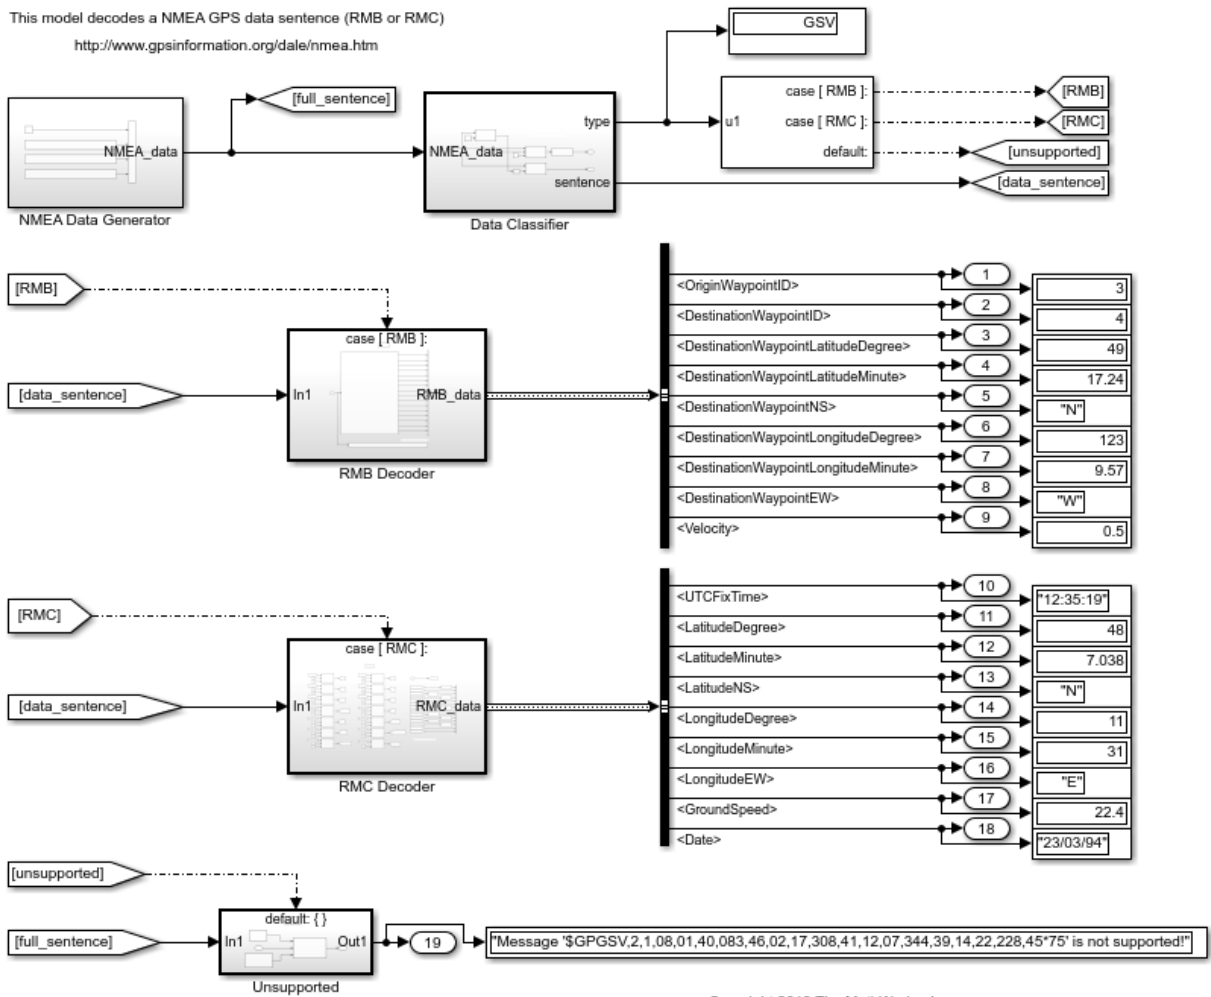 This model decodes a NMEA GPS data sentence (RMB or RMC)
http://www.gpsinformation.org/dale/nmea.htm
GSV
[full_sentence]
NMEA_data
NMEA Data Generator
NMEA_data
type
sentence
Data Classifier
u1
case [ RMB ]:
case [ RMC ]:
default:
[RMB]
[RMC]
[unsupported]
[data_sentence]
[RMB]
[data_sentence]
case [ RMB ]:
In1
RMB_data
RMB Decoder
<OriginWaypointID>
1
3
<DestinationWaypointID>
2
4
<DestinationWaypointLatitudeDegree>
3
49
<DestinationWaypointLatitudeMinute>
4
17.24
<DestinationWaypointNS>
5
"N"
<DestinationWaypointLongitudeDegree>
6
123
<DestinationWaypointLongitudeMinute>
7
9.57
<DestinationWaypointEW>
8
"W"
<Velocity>
9
0.5
[RMC]
[data_sentence]
case [ RMC ]:
In1
RMC_data
RMC Decoder
<UTCFixTime>
10
"12:35:19"
<LatitudeDegree>
11
48
<LatitudeMinute>
12
7.038
<LatitudeNS>
13
"N"
<LongitudeDegree>
14
11
<LongitudeMinute>
15
31
<LongitudeEW>
16
"E"
<GroundSpeed>
17
22.4
<Date>
18
"23/03/94"
[unsupported]
[full_sentence]
default: { }
In1
Out1
Unsupported
19
"Message '$GPGSV,2,1,08,01,40,083,46,02,17,308,41,12,07,344,39,14,22,228,45*75' is not supported!"